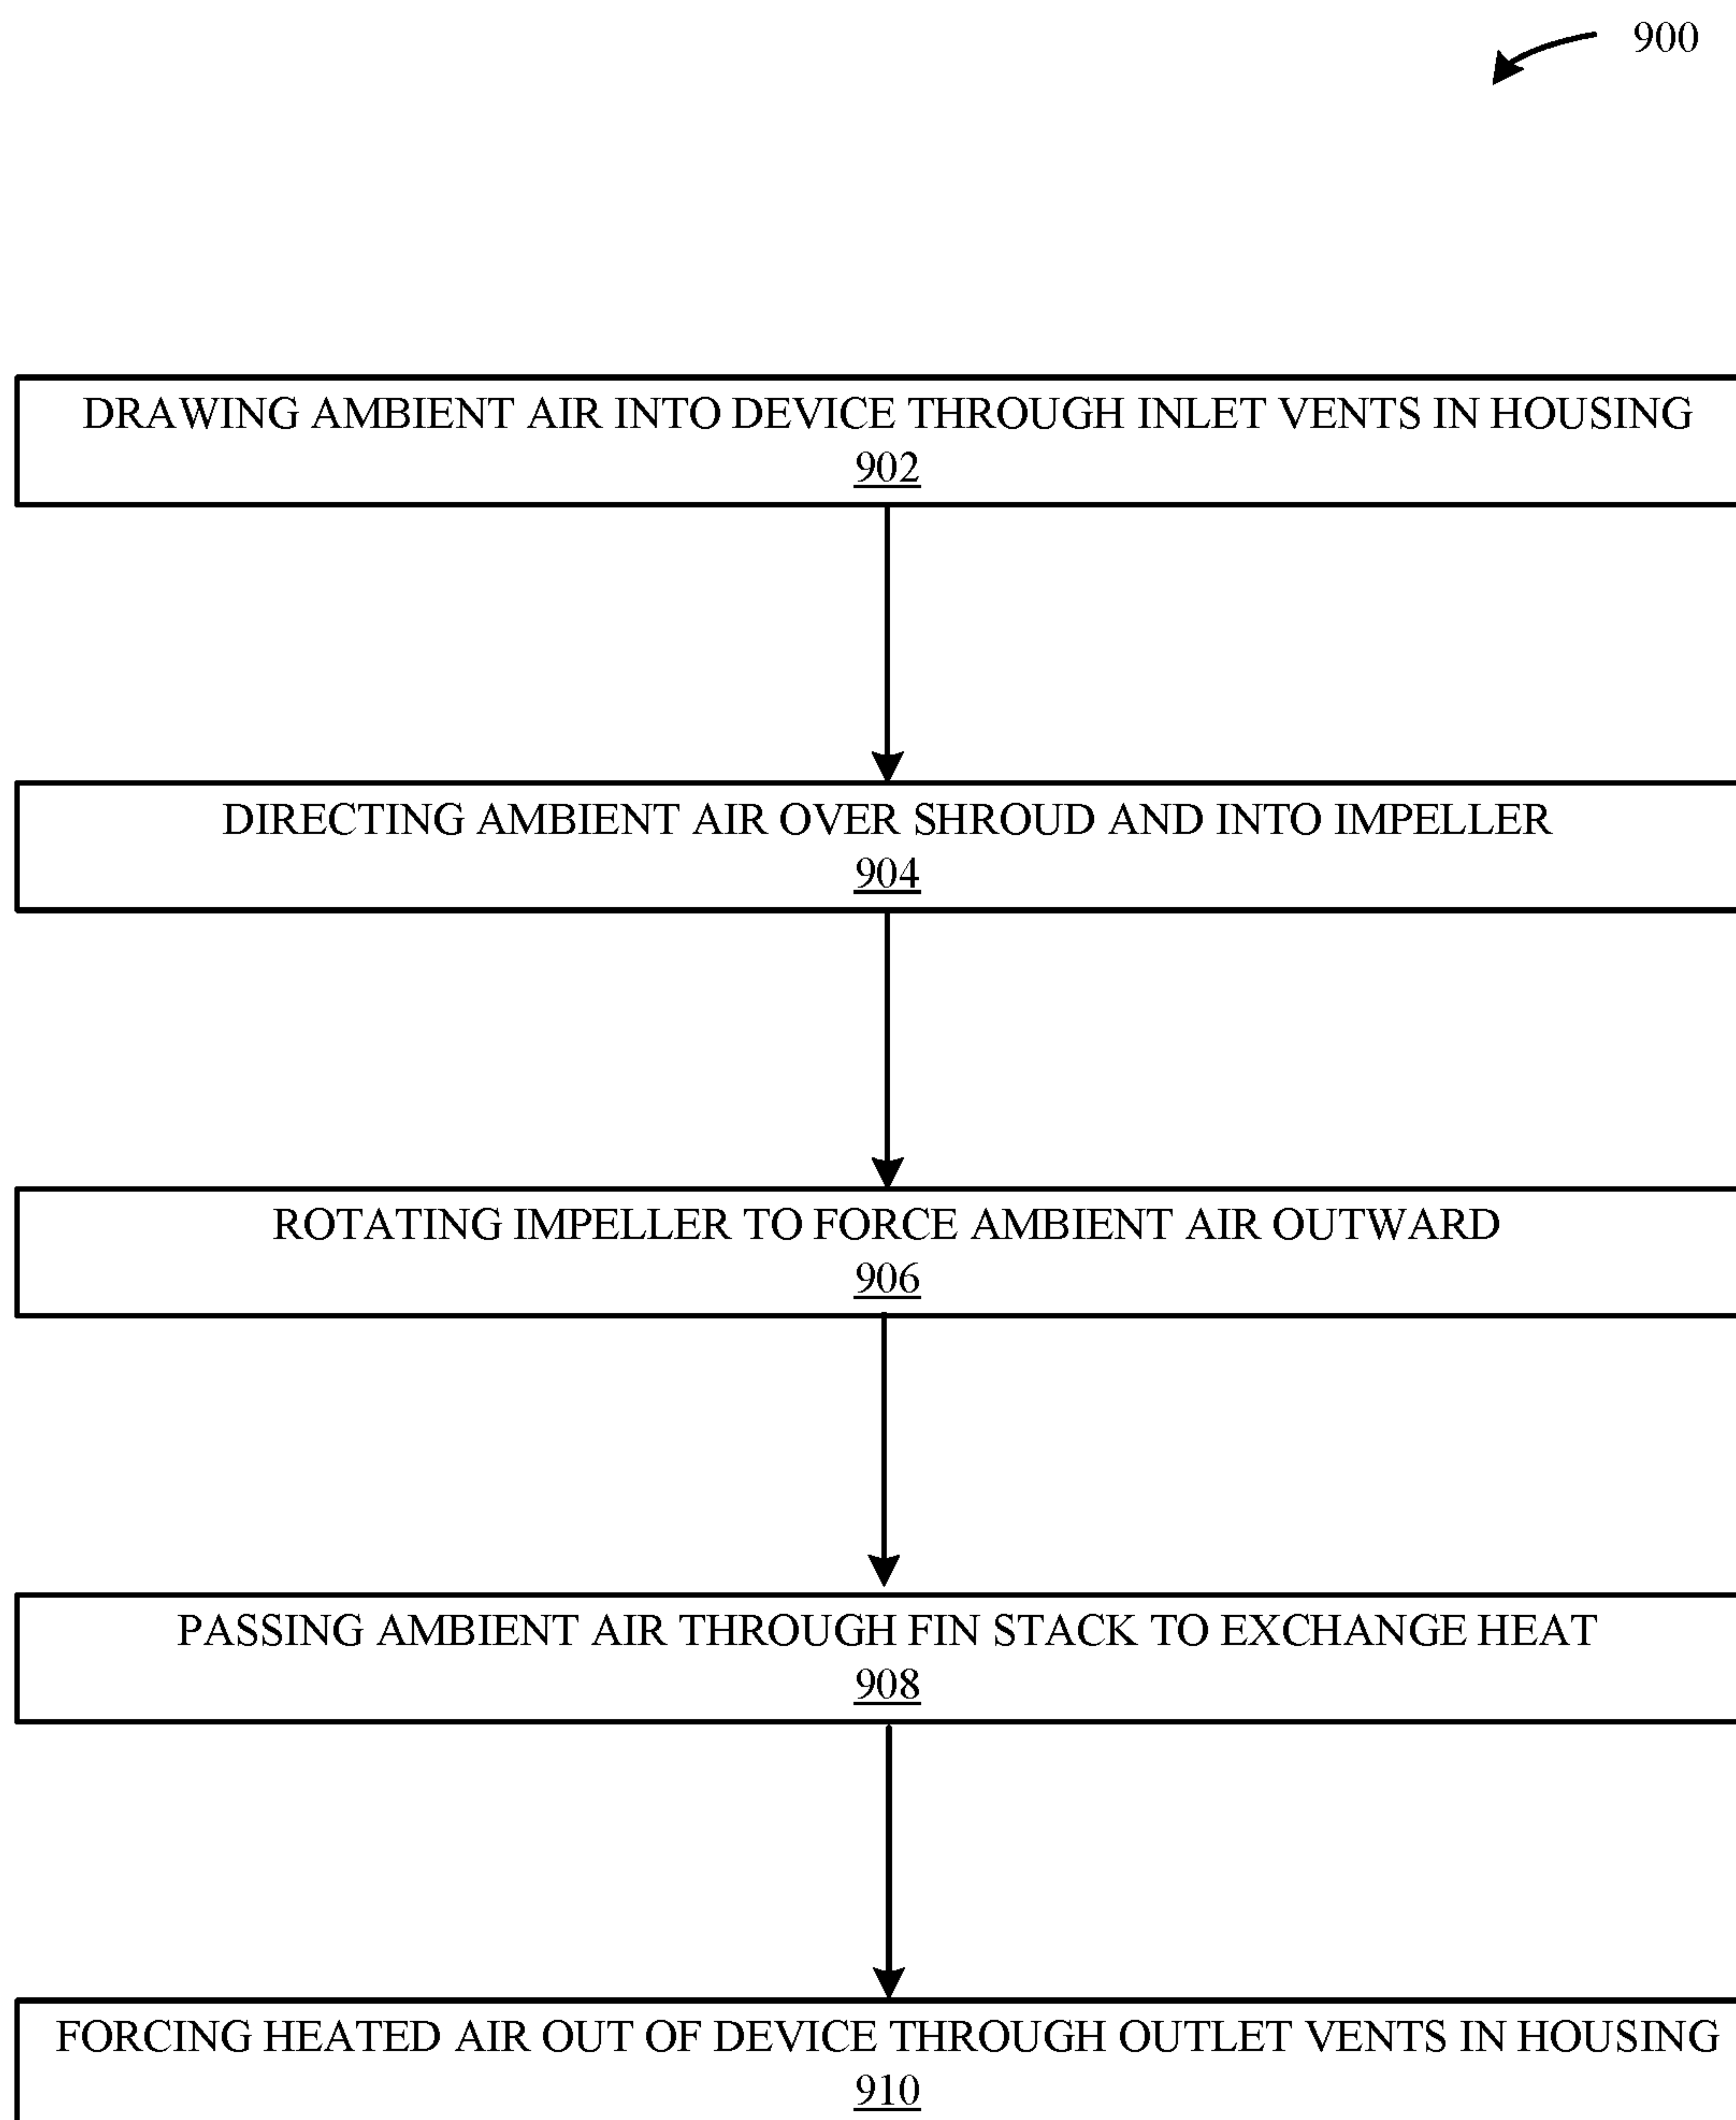 900
DRAWING AMBIENT AIR INTO DEVICE THROUGH INLET VENTS IN HOUSING
902
DIRECTING AMBIENT AIR OVER SHROUD AND INTO IMPELLER
904
ROTATING IMPELLER TO FORCE AMBIENT AIR OUTWARD
906
PASSING AMBIENT AIR THROUGH FIN STACK TO EXCHANGE HEAT
908
FORCING HEATED AIR OUT OF DEVICE THROUGH OUTLET VENTS IN HOUSING
910